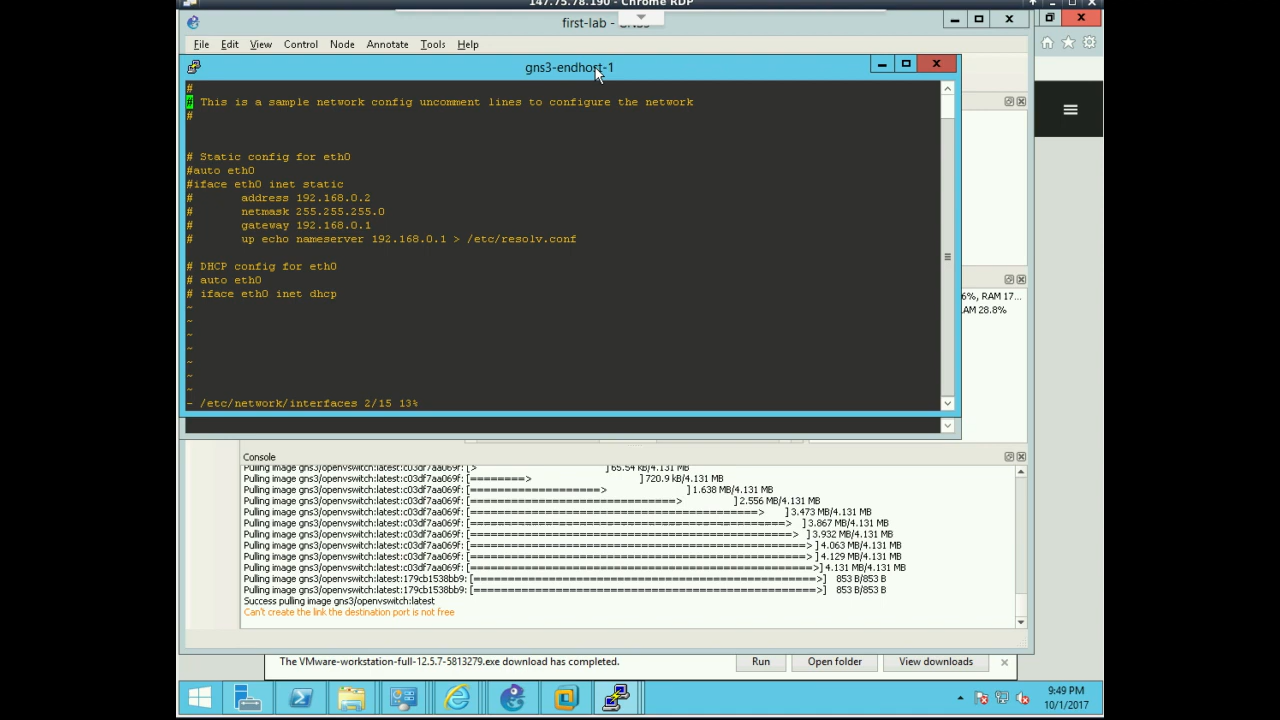 147.75.78.190 - Chrome RDP
first-lab - GNS3
File Edit View Control Node Annotate Tools Help
gns3-endhost-1
#
# This is a sample network config uncomment lines to configure the network
#
# Static config for eth0
#auto eth0
#iface eth0 inet static
# address 192.168.0.2
# netmask 255.255.255.0
# gateway 192.168.0.1
# up echo nameserver 192.168.0.1 > /etc/resolv.conf
# DHCP config for eth0
# auto eth0
# iface eth0 inet dhcp
~
~
~
~
~
~
~
- /etc/network/interfaces 2/15 13%
6%, RAM 17...
AM 28.8%
Console
Pulling image gns3/openvswitch:latest:c03df7aa069f: [> ] 65.54 kB/4.131 MB
Pulling image gns3/openvswitch:latest:c03df7aa069f: [========> ] 720.9 kB/4.131 MB
Pulling image gns3/openvswitch:latest:c03df7aa069f: [===================> ] 1.638 MB/4.131 MB
Pulling image gns3/openvswitch:latest:c03df7aa069f: [==============================> ] 2.556 MB/4.131 MB
Pulling image gns3/openvswitch:latest:c03df7aa069f: [==========================================> ] 3.473 MB/4.131 MB
Pulling image gns3/openvswitch:latest:c03df7aa069f: [==============================================> ] 3.867 MB/4.131 MB
Pulling image gns3/openvswitch:latest:c03df7aa069f: [===============================================> ] 3.932 MB/4.131 MB
Pulling image gns3/openvswitch:latest:c03df7aa069f: [=================================================> ] 4.063 MB/4.131 MB
Pulling image gns3/openvswitch:latest:c03df7aa069f: [=================================================> ] 4.129 MB/4.131 MB
Pulling image gns3/openvswitch:latest:c03df7aa069f: [==================================================>] 4.131 MB/4.131 MB
Pulling image gns3/openvswitch:latest:179cb1538bb9: [==================================================>] 853 B/853 B
Pulling image gns3/openvswitch:latest:179cb1538bb9: [==================================================>] 853 B/853 B
Success pulling image gns3/openvswitch:latest
Can't create the link the destination port is not free
The VMware-workstation-full-12.5.7-5813279.exe download has completed. Run Open folder View downloads
9:49 PM
10/1/2017